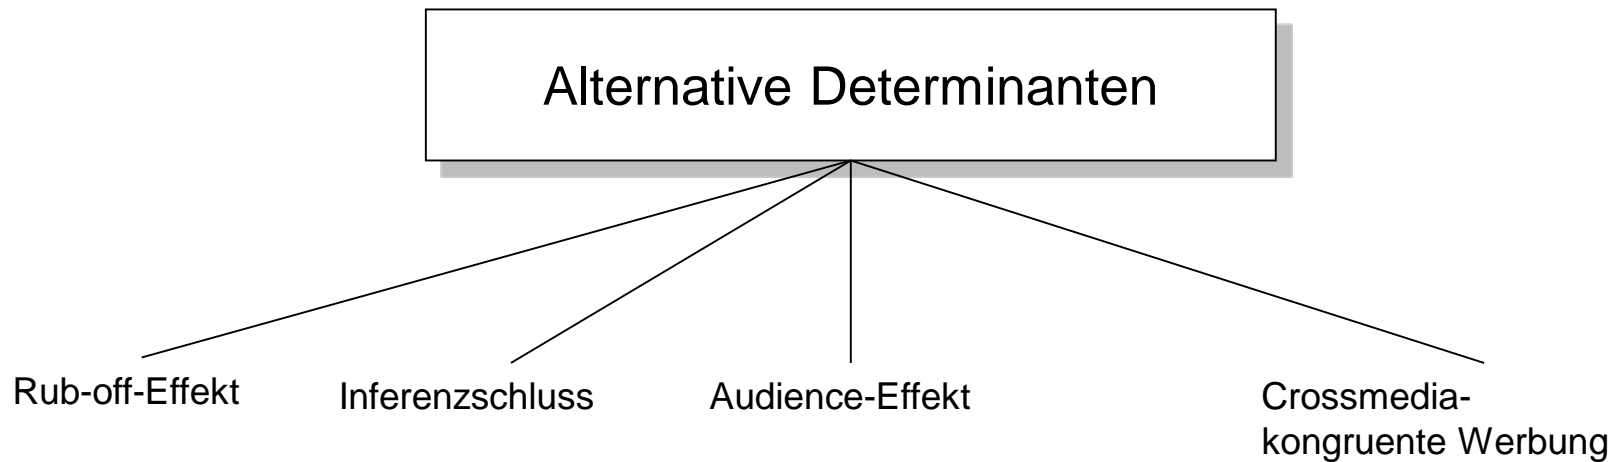 Alternative Determinanten
Rub-off-Effekt
Inferenzschluss
Audience-Effekt
Crossmedia-
kongruente Werbung